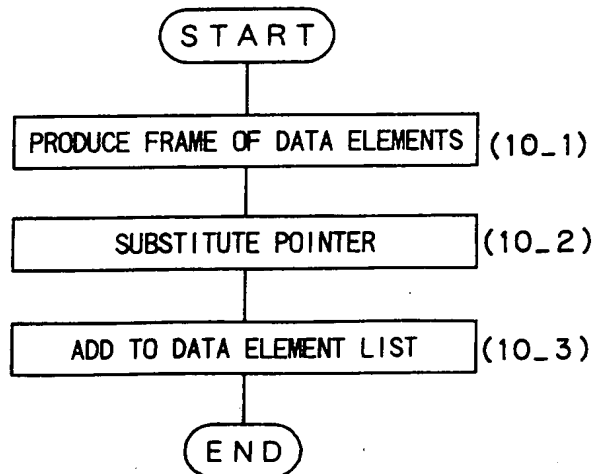 START
PRODUCE FRAME OF DATA ELEMENTS (10_1)
SUBSTITUTE POINTER (10_2)
ADD TO DATA ELEMENT LIST (10_3)
END